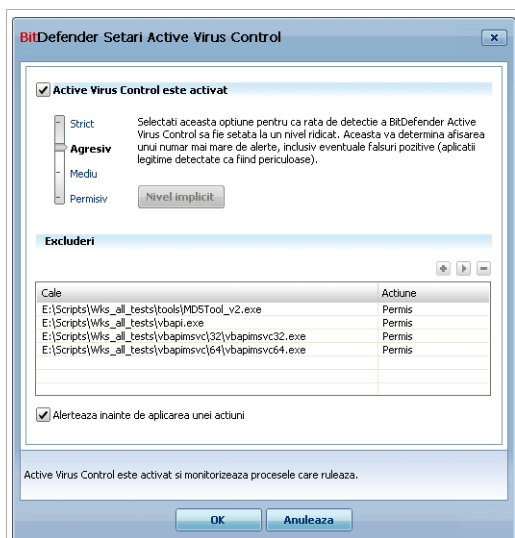 BitDefender Setari Active Virus Control
Active Virus Control este activat
Strict
Agresiv
Mediu
Permisiv
Selectati aceasta optiune pentru ca rata de detectie a BitDefender Active
Virus Control sa fie setata la un nivel ridicat. Aceasta va determina afisarea
unui numar mai mare de alerte, inclusiv eventuale falsuri pozitive (aplicatii
legitime detectate ca fiind periculoase).
Nivel implicit
Excluderi
Cale Actiune
E:\Scripts\Wks_all_tests\tools\MD5Tool_v2.exe Permis
E:\Scripts\Wks_all_tests\vbapi.exe Permis
E:\Scripts\Wks_all_tests\vbapimsvc\32\vbapimsvc32.exe Permis
E:\Scripts\Wks_all_tests\vbapimsvc\64\vbapimsvc64.exe Permis
Alerteaza inainte de aplicarea unei actiuni
Active Virus Control este activat si monitorizeaza procesele care ruleaza.
OK Anuleaza